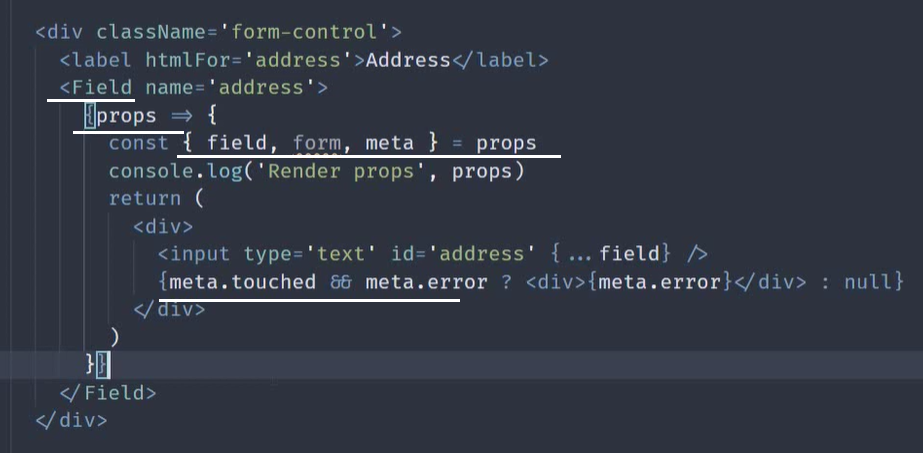 <div className='form-control'>
<label htmlFor='address'>Address</label>
<Field name='address'>
{props => {
const { field, form, meta } = props
console.log('Render props', props)
return (
<div>
<input type='text' id='address' {...field} />
{meta.touched && meta.error ? <div>{meta.error}</div> : null}
</div>
)
}}
</Field>
</div>